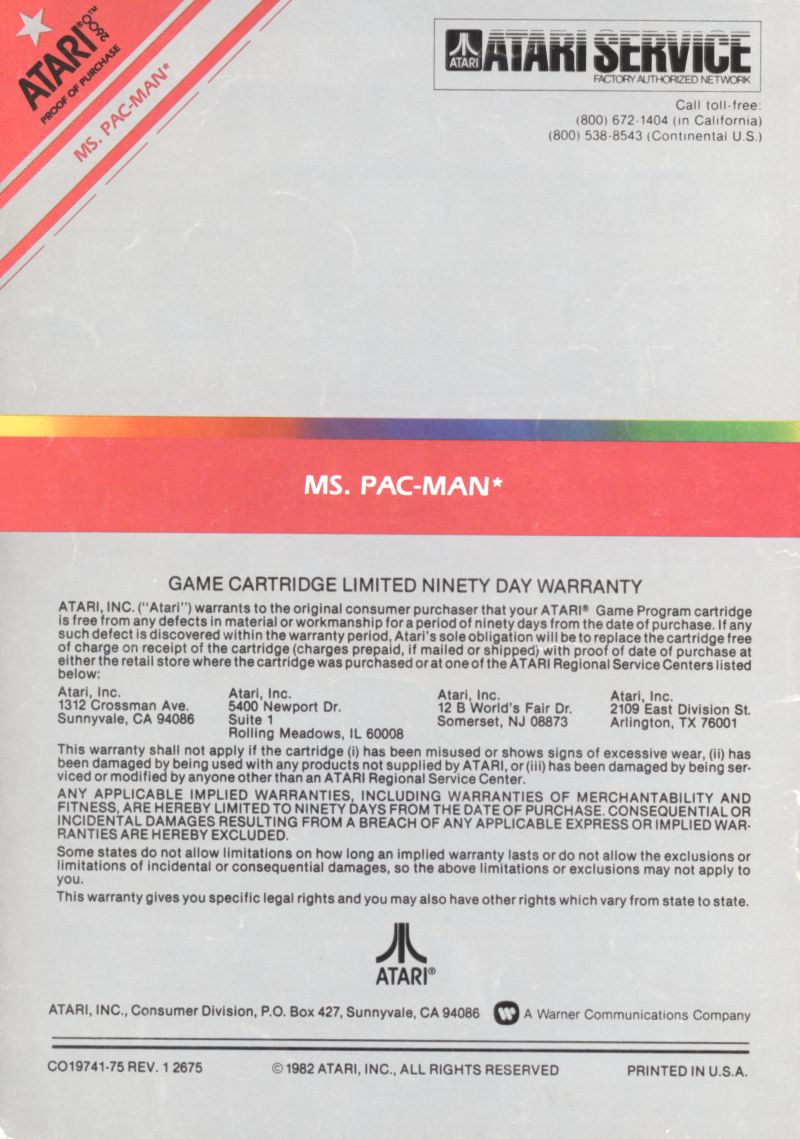 ATARI® 2600
PROOF OF PURCHASE
MS. PAC-MAN*
ATARI
ATARI SERVICE
FACTORY AUTHORIZED NETWORK
Call toll-free:
(800) 672-1404 (in California)
(800) 538-8543 (Continental U.S.)
MS. PAC-MAN*
GAME CARTRIDGE LIMITED NINETY DAY WARRANTY
ATARI, INC. ("Atari") warrants to the original consumer purchaser that your ATARI® Game Program cartridge
is free from any defects in material or workmanship for a period of ninety days from the date of purchase. If any
such defect is discovered within the warranty period, Atari's sole obligation will be to replace the cartridge free
of charge on receipt of the cartridge (charges prepaid, if mailed or shipped) with proof of date of purchase at
either the retail store where the cartridge was purchased or at one of the ATARI Regional Service Centers listed
below:
Atari, Inc.
1312 Crossman Ave.
Sunnyvale, CA 94086
Atari, Inc.
5400 Newport Dr.
Suite 1
Rolling Meadows, IL 60008
Atari, Inc.
12 B World's Fair Dr.
Somerset, NJ 08873
Atari, Inc.
2109 East Division St.
Arlington, TX 76001
This warranty shall not apply if the cartridge (i) has been misused or shows signs of excessive wear, (ii) has
been damaged by being used with any products not supplied by ATARI, or (iii) has been damaged by being ser-
viced or modified by anyone other than an ATARI Regional Service Center.
ANY APPLICABLE IMPLIED WARRANTIES, INCLUDING WARRANTIES OF MERCHANTABILITY AND
FITNESS, ARE HEREBY LIMITED TO NINETY DAYS FROM THE DATE OF PURCHASE. CONSEQUENTIAL OR
INCIDENTAL DAMAGES RESULTING FROM A BREACH OF ANY APPLICABLE EXPRESS OR IMPLIED WAR-
RANTIES ARE HEREBY EXCLUDED.
Some states do not allow limitations on how long an implied warranty lasts or do not allow the exclusions or
limitations of incidental or consequential damages, so the above limitations or exclusions may not apply to
you.
This warranty gives you specific legal rights and you may also have other rights which vary from state to state.
ATARI®
ATARI, INC., Consumer Division, P.O. Box 427, Sunnyvale, CA 94086 A Warner Communications Company
CO19741-75 REV. 1 2675 © 1982 ATARI, INC., ALL RIGHTS RESERVED PRINTED IN U.S.A.